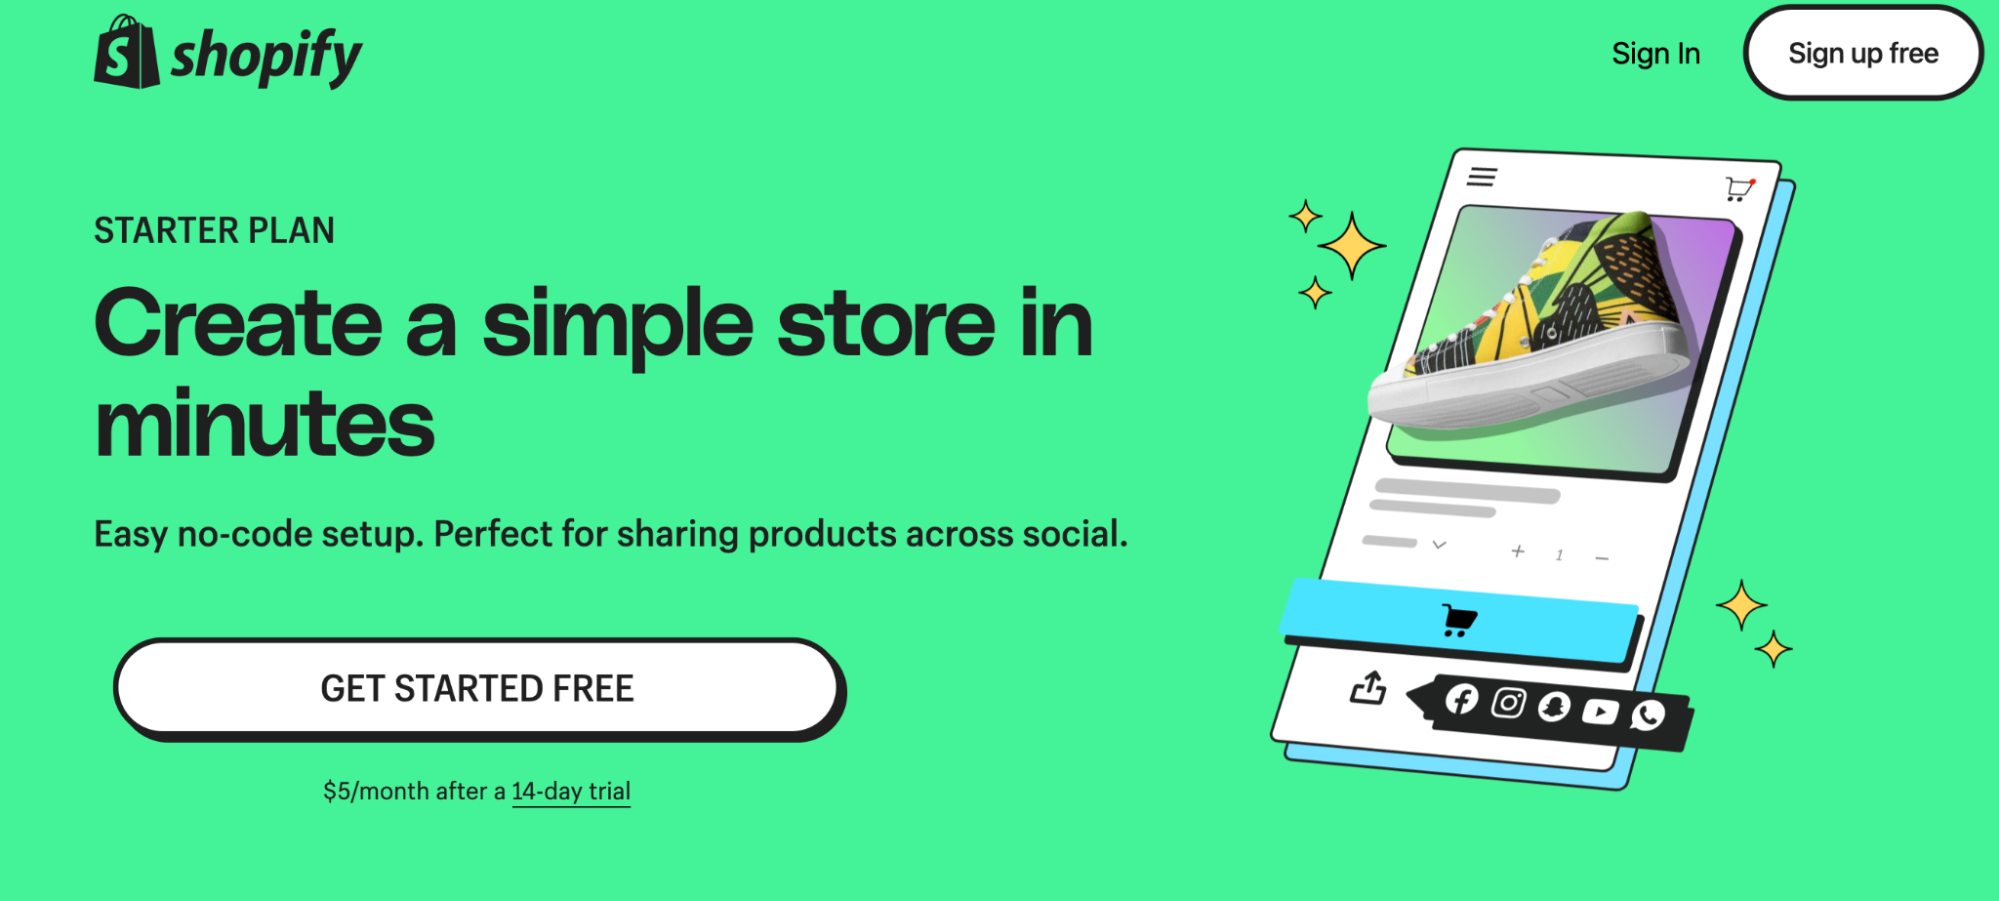 shopify
Sign In
Sign up free
STARTER PLAN
Create a simple store in
minutes
Easy no-code setup. Perfect for sharing products across social.
GET STARTED FREE
$5/month after a 14-day trial
+ 1 −